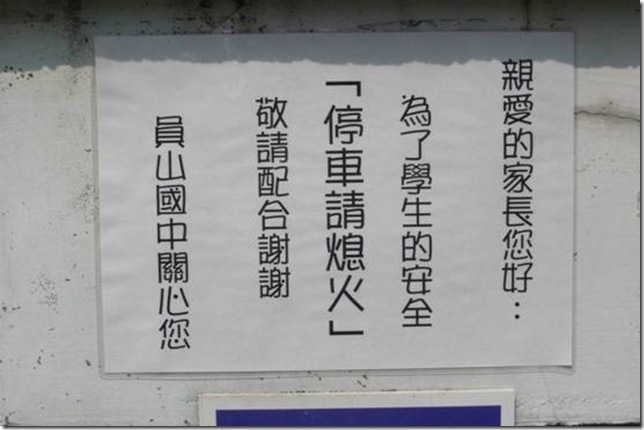 親愛的家長您好：
為了學生的安全
「停車請熄火」
敬請配合謝謝
員山國中關心您